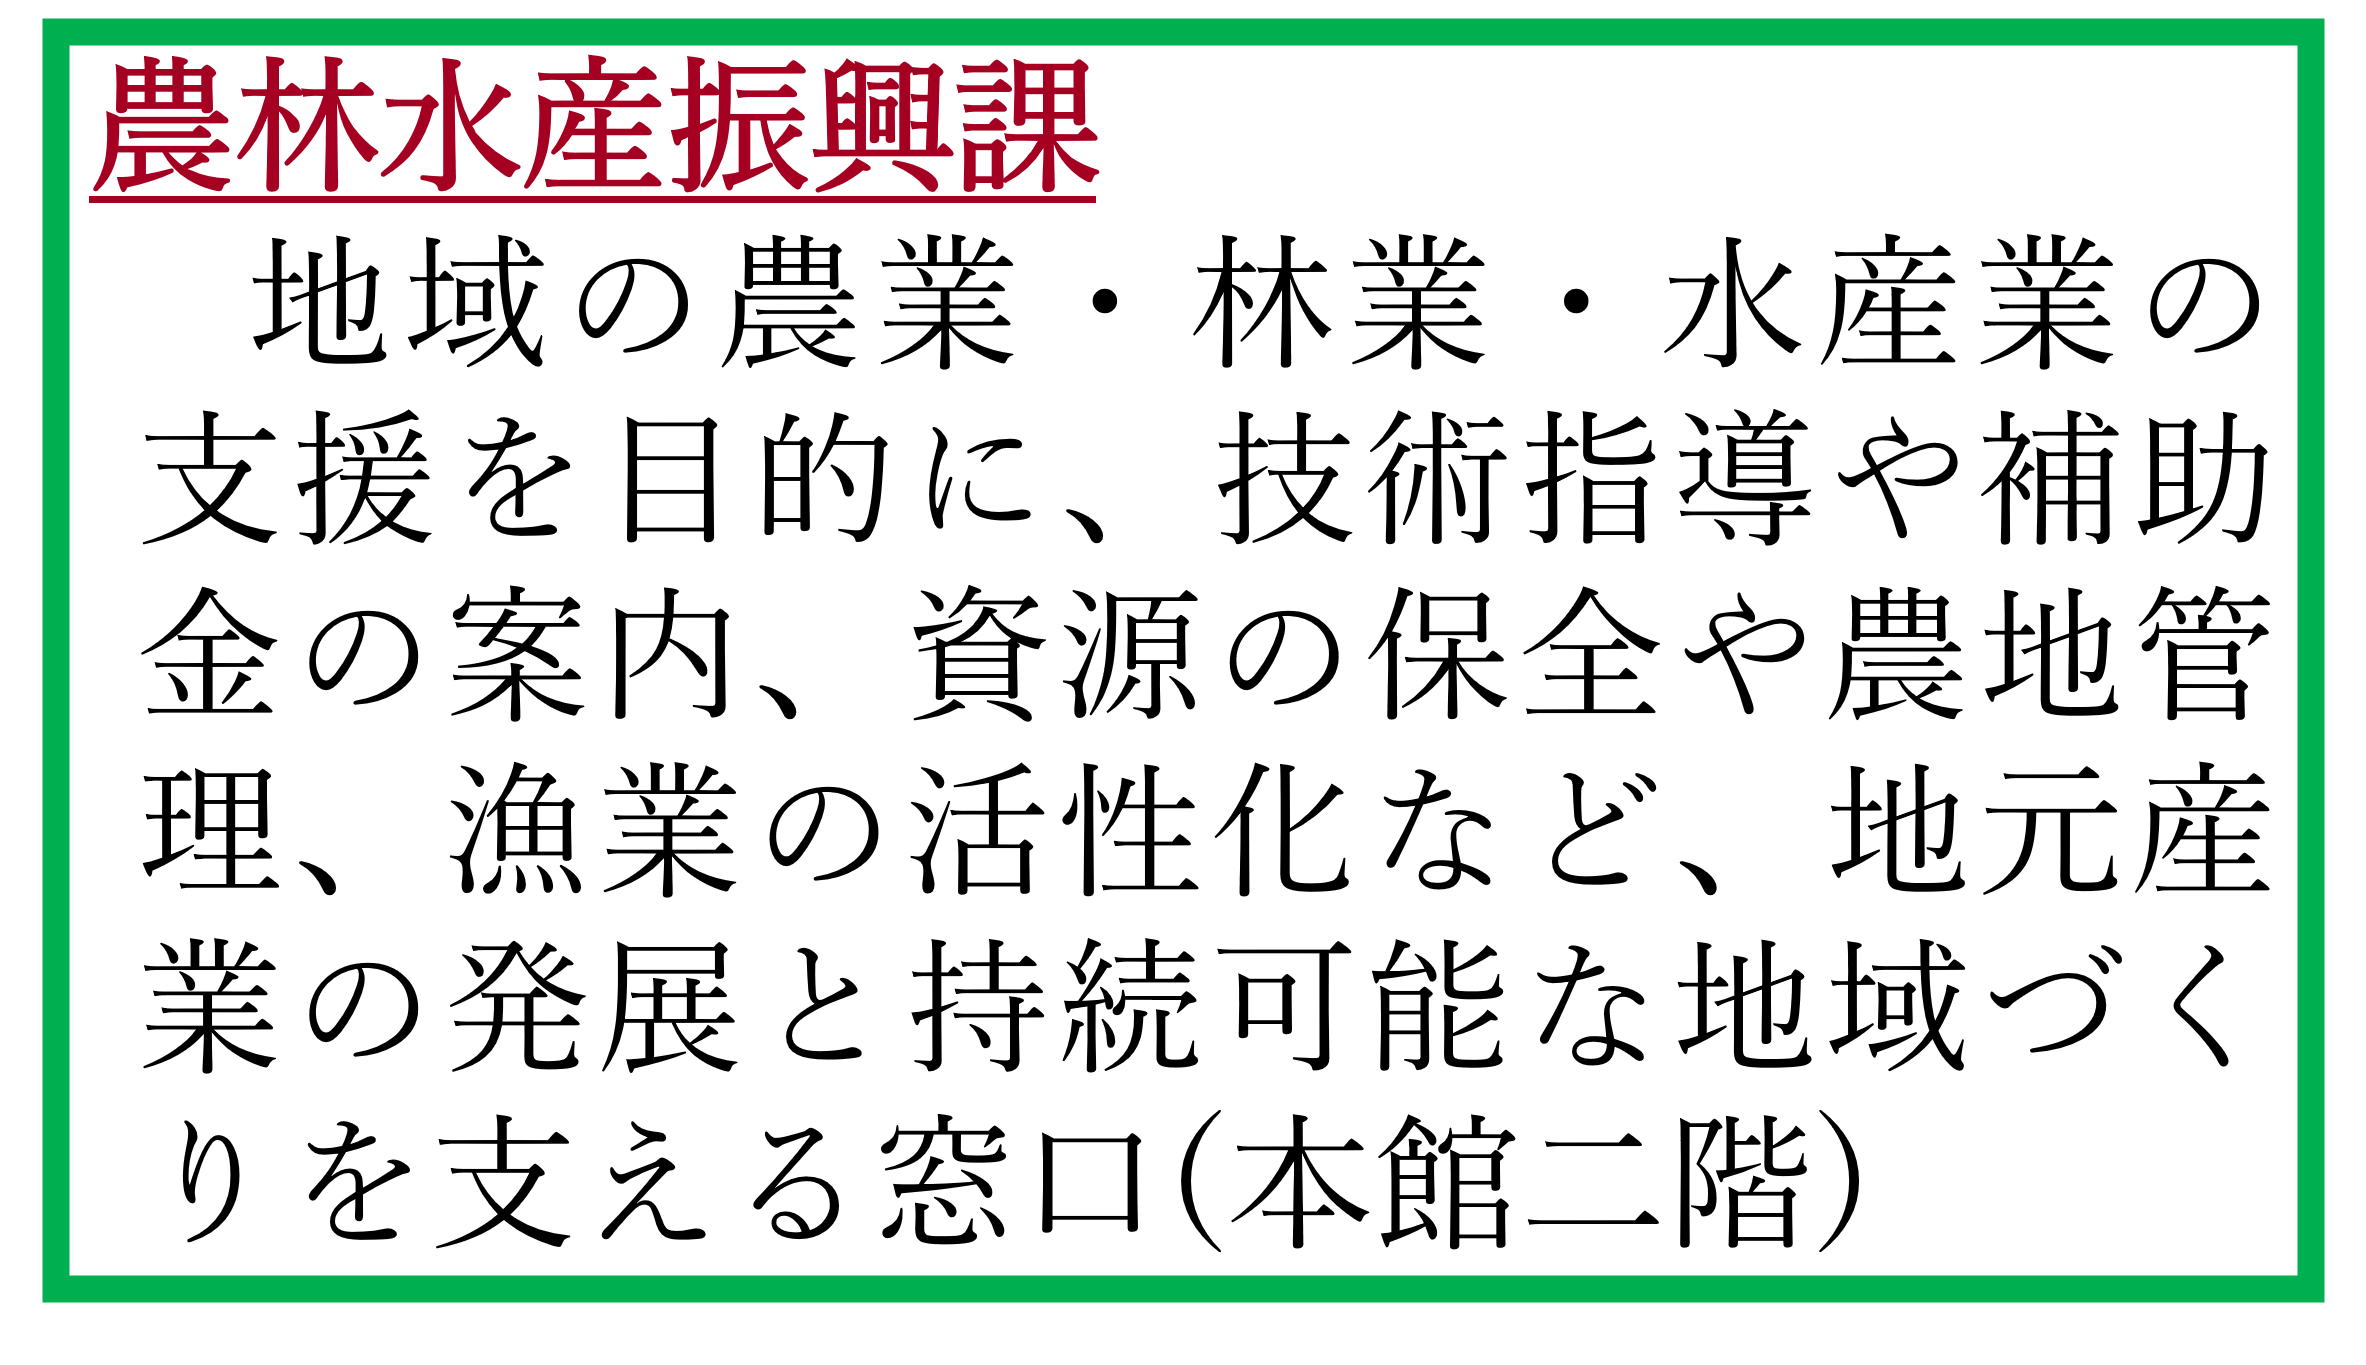 農林水産振興課
地域の農業・林業・水産業の
支援を目的に、技術指導や補助
金の案内、資源の保全や農地管
理、漁業の活性化など、地元産
業の発展と持続可能な地域づく
りを支える窓口(本館二階)